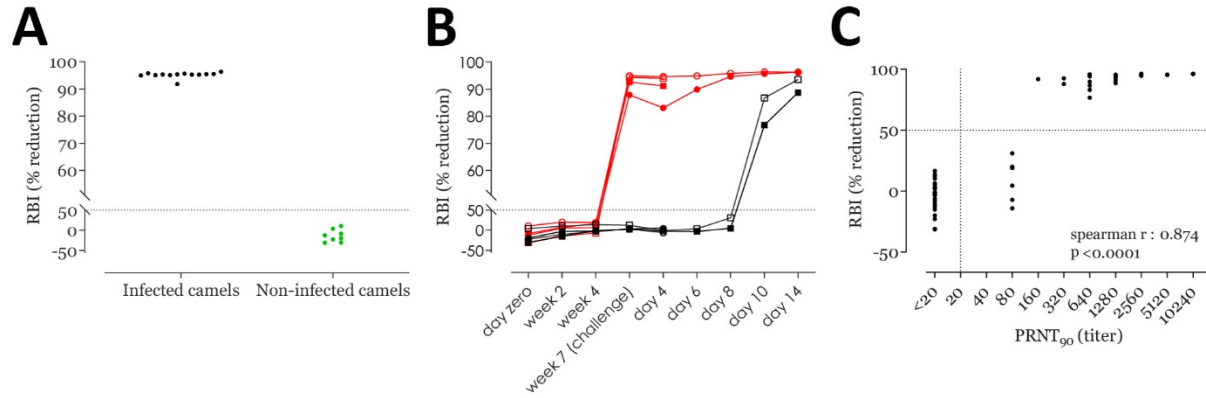 A
RBI (% reduction)
100
90
80
70
60
50
0
-50
Infected camels
Non-infected camels
B
RBI (% reduction)
100
90
80
70
60
50
0
-50
day zero
week 2
week 4
week 7 (challenge)
day 4
day 6
day 8
day 10
day 14
C
RBI (% reduction)
100
50
0
-50
spearman r : 0.874
p <0.0001
<20
20
40
80
160
320
640
1280
2560
5120
10240
PRNT₉₀ (titer)